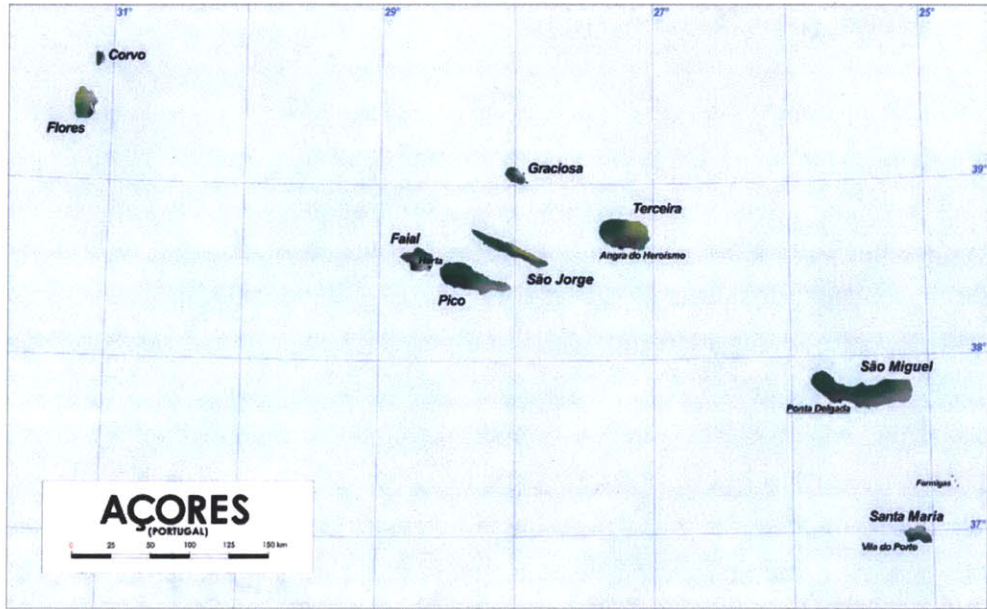 31° 29° 27° 25°
Corvo
Flores
Graciosa
39°
Terceira
Faial
Angra do Heroísmo
Horta
São Jorge
Pico
38°
São Miguel
Ponta Delgada
Formigas
AÇORES
(PORTUGAL)
Santa Maria
37°
0 25 50 100 125 150 km
Vila do Porto